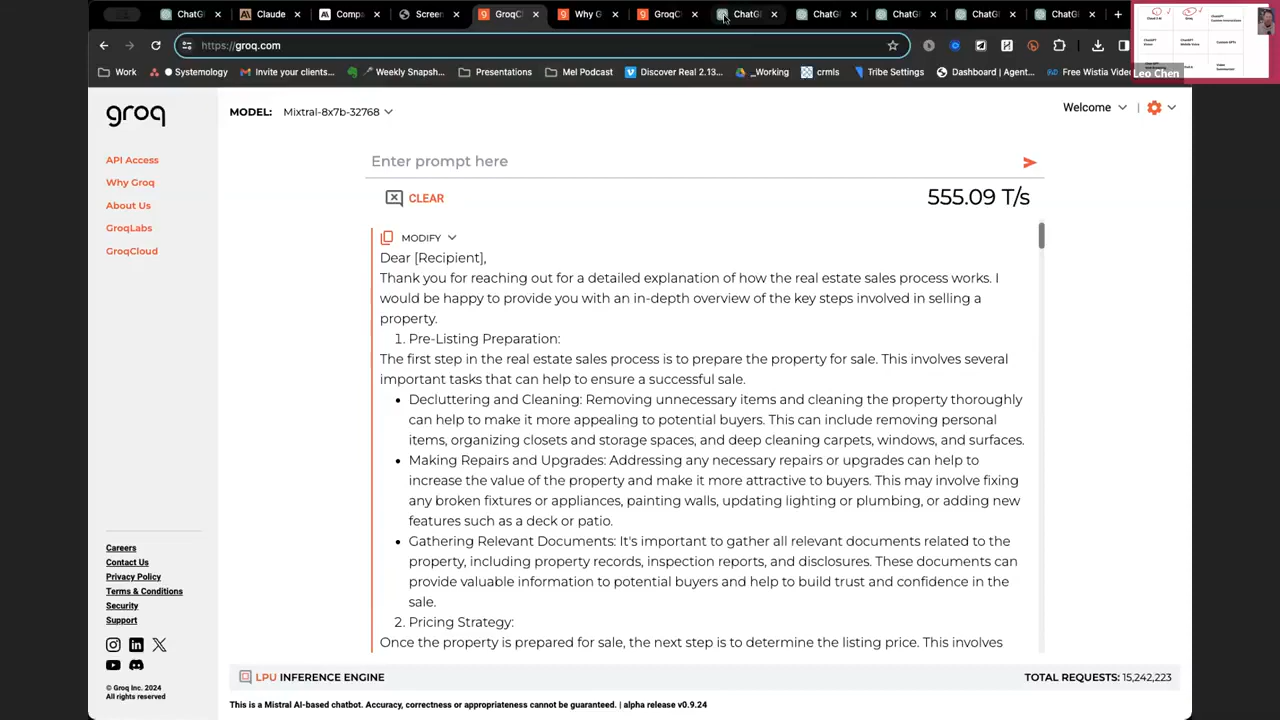 ChatG
Claude
Comp
Screen
GroqC
Why G
GroqC
ChatG
ChatG
https://groq.com
Work
Systemology
Invite your clients...
Weekly Snapsh...
Presentations
Mel Podcast
Discover Real 2.13...
_Working
crmt
Tribe Setting
Dashboard | Agent...
Free Wistia Video
Leo Chen
groq
MODEL: Mixtral-8x7b-32768
Welcome
API Access
Why Groq
About Us
GroqLabs
GroqCloud
Enter prompt here
CLEAR
555.09 T/s
MODIFY
Dear [Recipient],
Thank you for reaching out for a detailed explanation of how the real estate sales process works. I
would be happy to provide you with an in-depth overview of the key steps involved in selling a
property.
1. Pre-Listing Preparation:
The first step in the real estate sales process is to prepare the property for sale. This involves several
important tasks that can help to ensure a successful sale.
• Decluttering and Cleaning: Removing unnecessary items and cleaning the property thoroughly
can help to make it more appealing to potential buyers. This can include removing personal
items, organizing closets and storage spaces, and deep cleaning carpets, windows, and surfaces.
• Making Repairs and Upgrades: Addressing any necessary repairs or upgrades can help to
increase the value of the property and make it more attractive to buyers. This may involve fixing
any broken fixtures or appliances, painting walls, updating lighting or plumbing, or adding new
features such as a deck or patio.
• Gathering Relevant Documents: It's important to gather all relevant documents related to the
property, including property records, inspection reports, and disclosures. These documents can
provide valuable information to potential buyers and help to build trust and confidence in the
sale.
2. Pricing Strategy:
Once the property is prepared for sale, the next step is to determine the listing price. This involves
Careers
Contact Us
Privacy Policy
Terms & Conditions
Security
Support
© Groq Inc. 2024
All rights reserved
LPU INFERENCE ENGINE
TOTAL REQUESTS: 15,242,223
This is a Mistral AI-based chatbot. Accuracy, correctness or appropriateness cannot be guaranteed. | alpha release v0.9.24